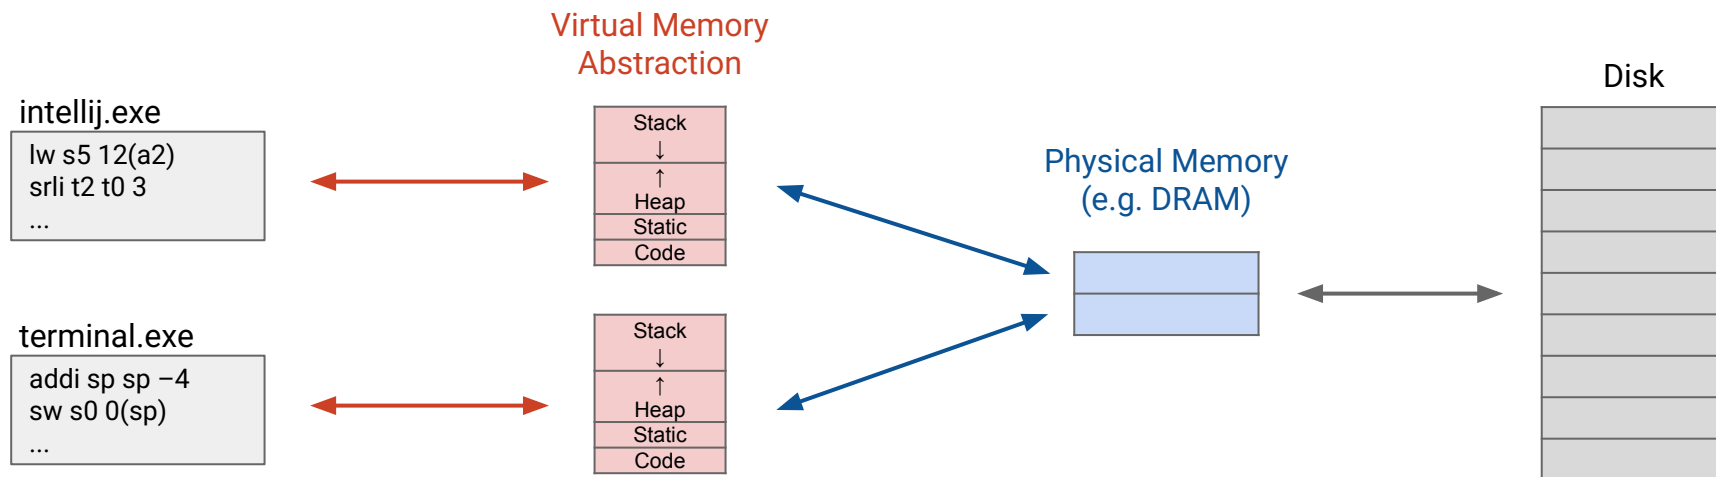 Virtual Memory
Abstraction
Disk
intellij.exe
lw s5 12(a2)
srli t2 t0 3
...
Stack
↓
↑
Heap
Static
Code
Physical Memory
(e.g. DRAM)
terminal.exe
addi sp sp −4
sw s0 0(sp)
...
Stack
↓
↑
Heap
Static
Code